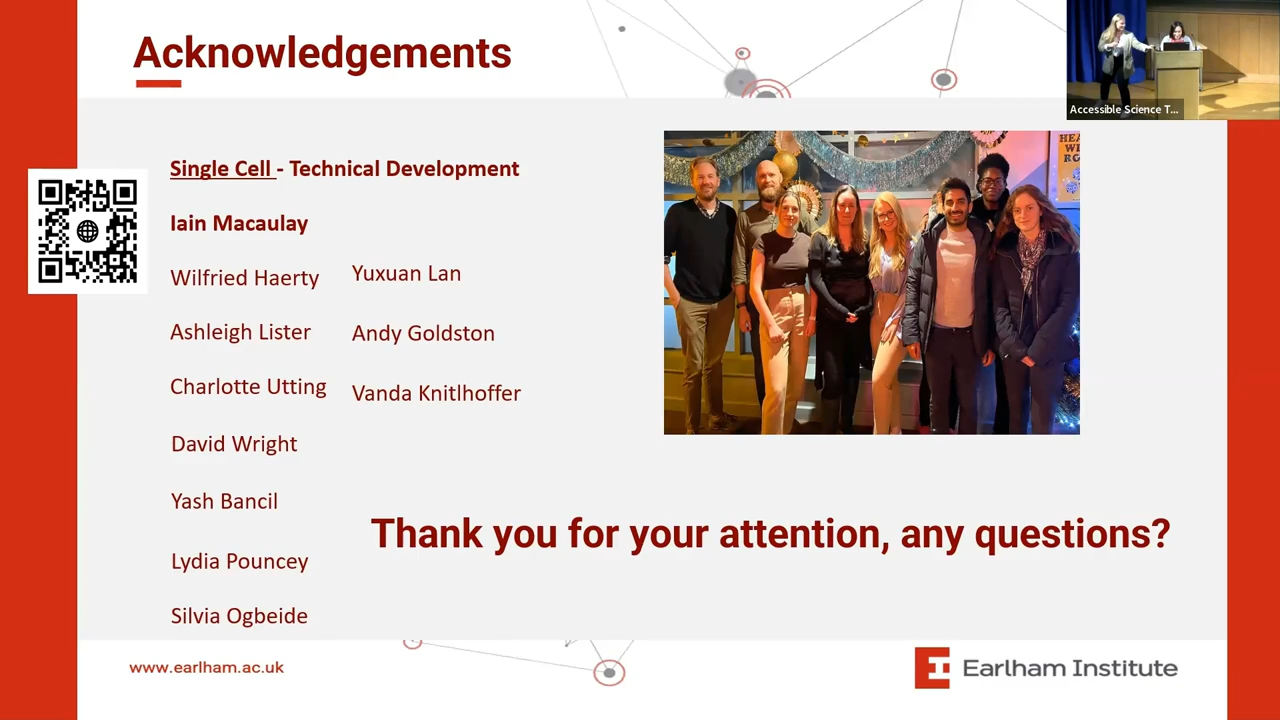 Acknowledgements
Accessible Science T...
Single Cell - Technical Development
Iain Macaulay
Wilfried Haerty
Ashleigh Lister
Charlotte Utting
David Wright
Yash Bancil
Lydia Pouncey
Silvia Ogbeide
Yuxuan Lan
Andy Goldston
Vanda Knitlhoffer
Thank you for your attention, any questions?
www.earlham.ac.uk
Earlham Institute